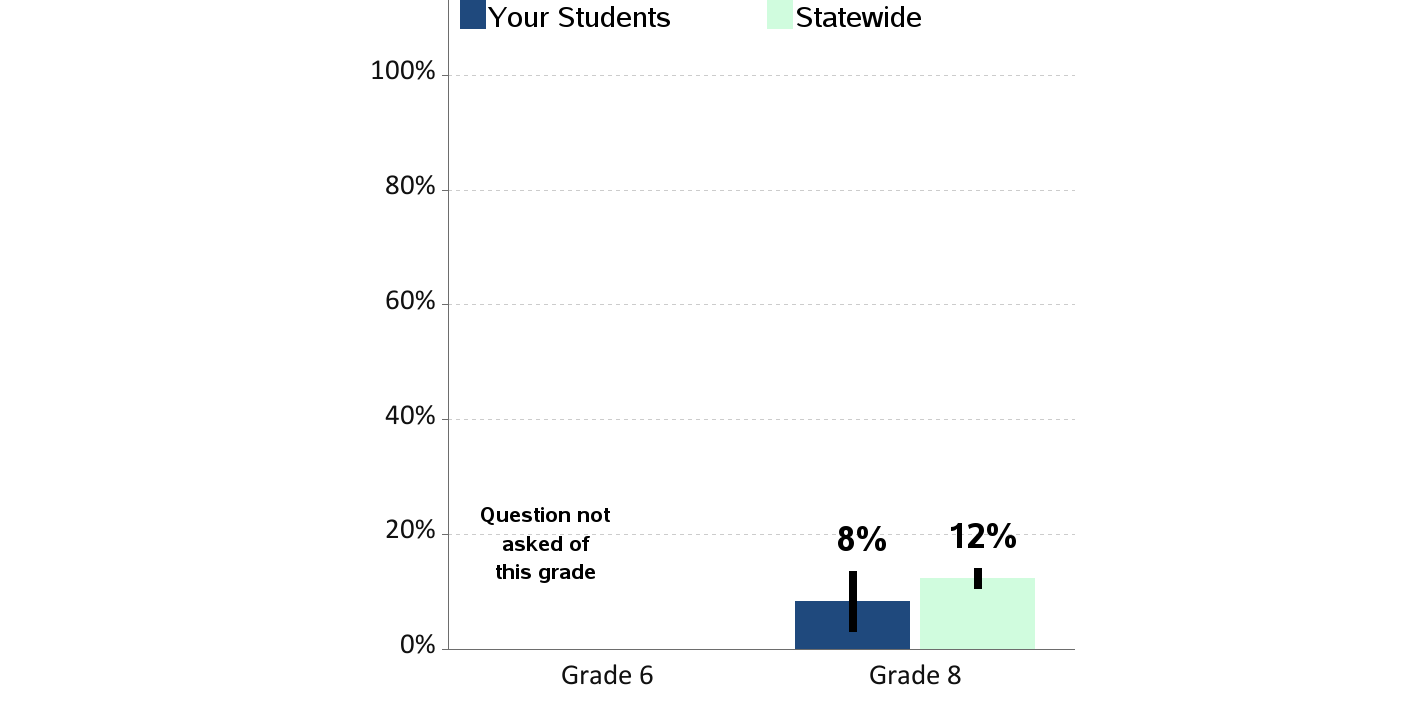 Your Students Statewide
100%
80%
60%
40%
20%
0%
Question not
asked of
this grade
8%
12%
Grade 6 Grade 8